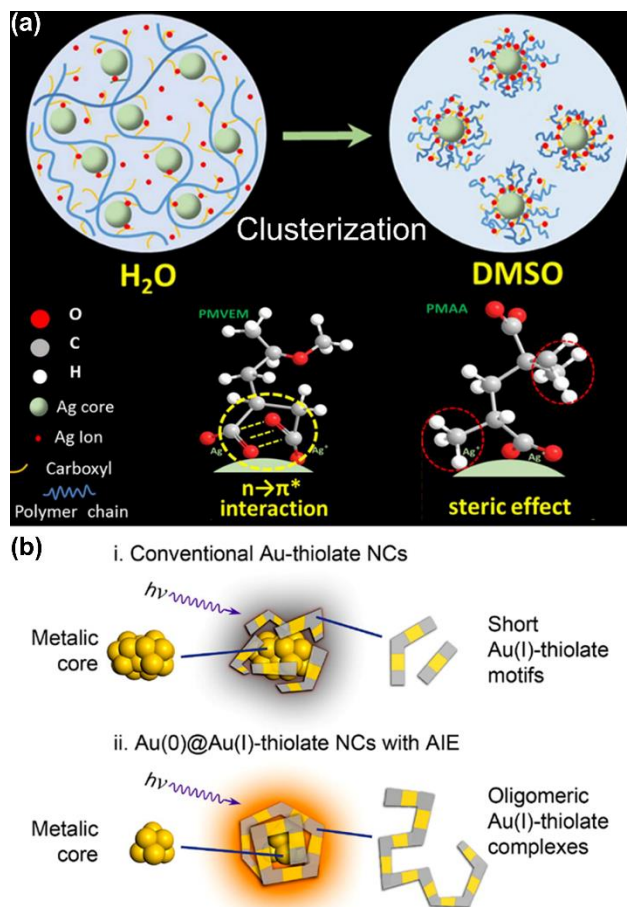 (a)
Clusterization
H₂O
DMSO
O
C
H
Ag core
Ag Ion
Carboxyl
Polymer chain
PMVEM
Ag⁺
Ag⁺
n→π*
interaction
PMAA
Ag⁺
Ag⁺
steric effect
(b)
i. Conventional Au-thiolate NCs
hν
Metalic
core
Short
Au(I)-thiolate
motifs
ii. Au(0)@Au(I)-thiolate NCs with AIE
hν
Metalic
core
Oligomeric
Au(I)-thiolate
complexes